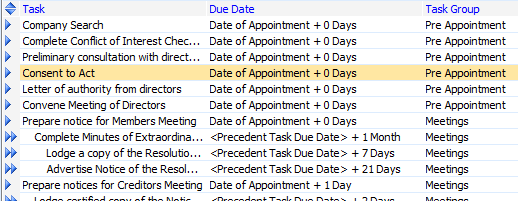 Task Due Date Task Group
Company Search Date of Appointment + 0 Days Pre Appointment
Complete Conflict of Interest Chec... Date of Appointment + 0 Days Pre Appointment
Preliminary consultation with direct... Date of Appointment + 0 Days Pre Appointment
Consent to Act Date of Appointment + 0 Days Pre Appointment
Letter of authority from directors Date of Appointment + 0 Days Pre Appointment
Convene Meeting of Directors Date of Appointment + 0 Days Pre Appointment
Prepare notice for Members Meeting Date of Appointment + 0 Days Meetings
Complete Minutes of Extraordina... <Precedent Task Due Date> + 1 Month Meetings
Lodge a copy of the Resolutio... <Precedent Task Due Date> + 7 Days Meetings
Advertise Notice of the Resol... <Precedent Task Due Date> + 21 Days Meetings
Prepare notices for Creditors Meeting Date of Appointment + 1 Day Meetings
Lodge certified copy of the Notic... <Precedent Task Due Date> + 2 Days Meetings